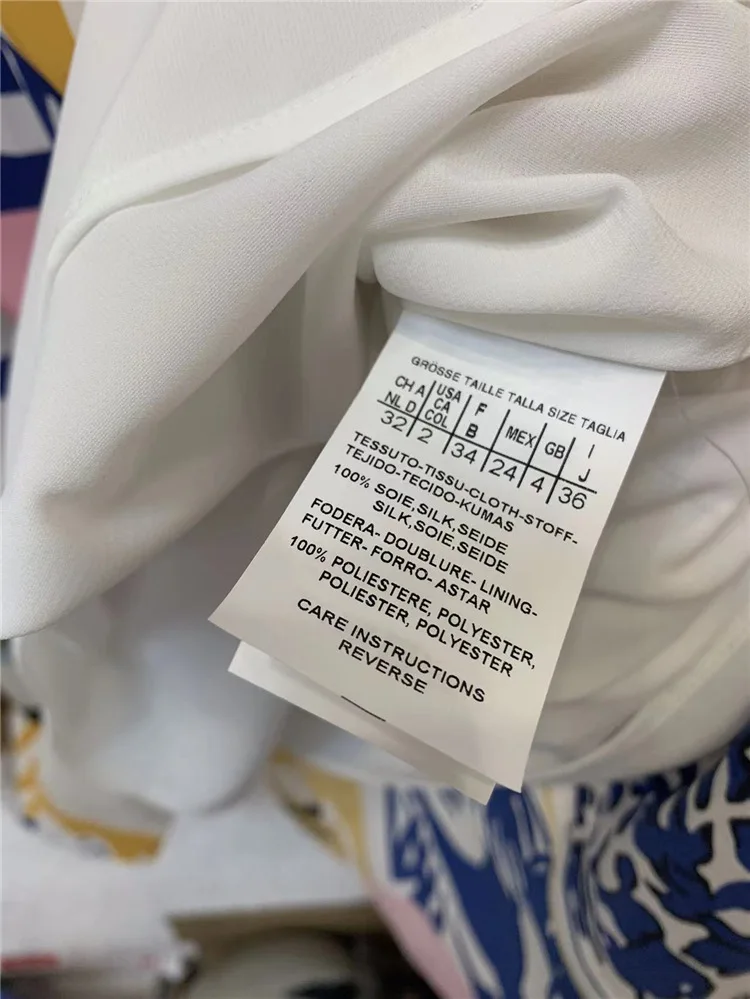 GRÖSSE TAILLE TALLA SIZE TAGLIA
CH A USA F MEX GB I
NL D CA B J
COL
32 2 34 24 4 36
TESSUTO-TISSU-CLOTH-STOFF-
TEJIDO-TECIDO-KUMAS
100% SOIE,SILK,SEIDE
SILK,SOIE,SEIDE
FODERA- DOUBLURE- LINING-
FUTTER- FORRO- ASTAR
100% POLIESTERE, POLYESTER,
POLIESTER, POLYESTER
CARE INSTRUCTIONS
REVERSE